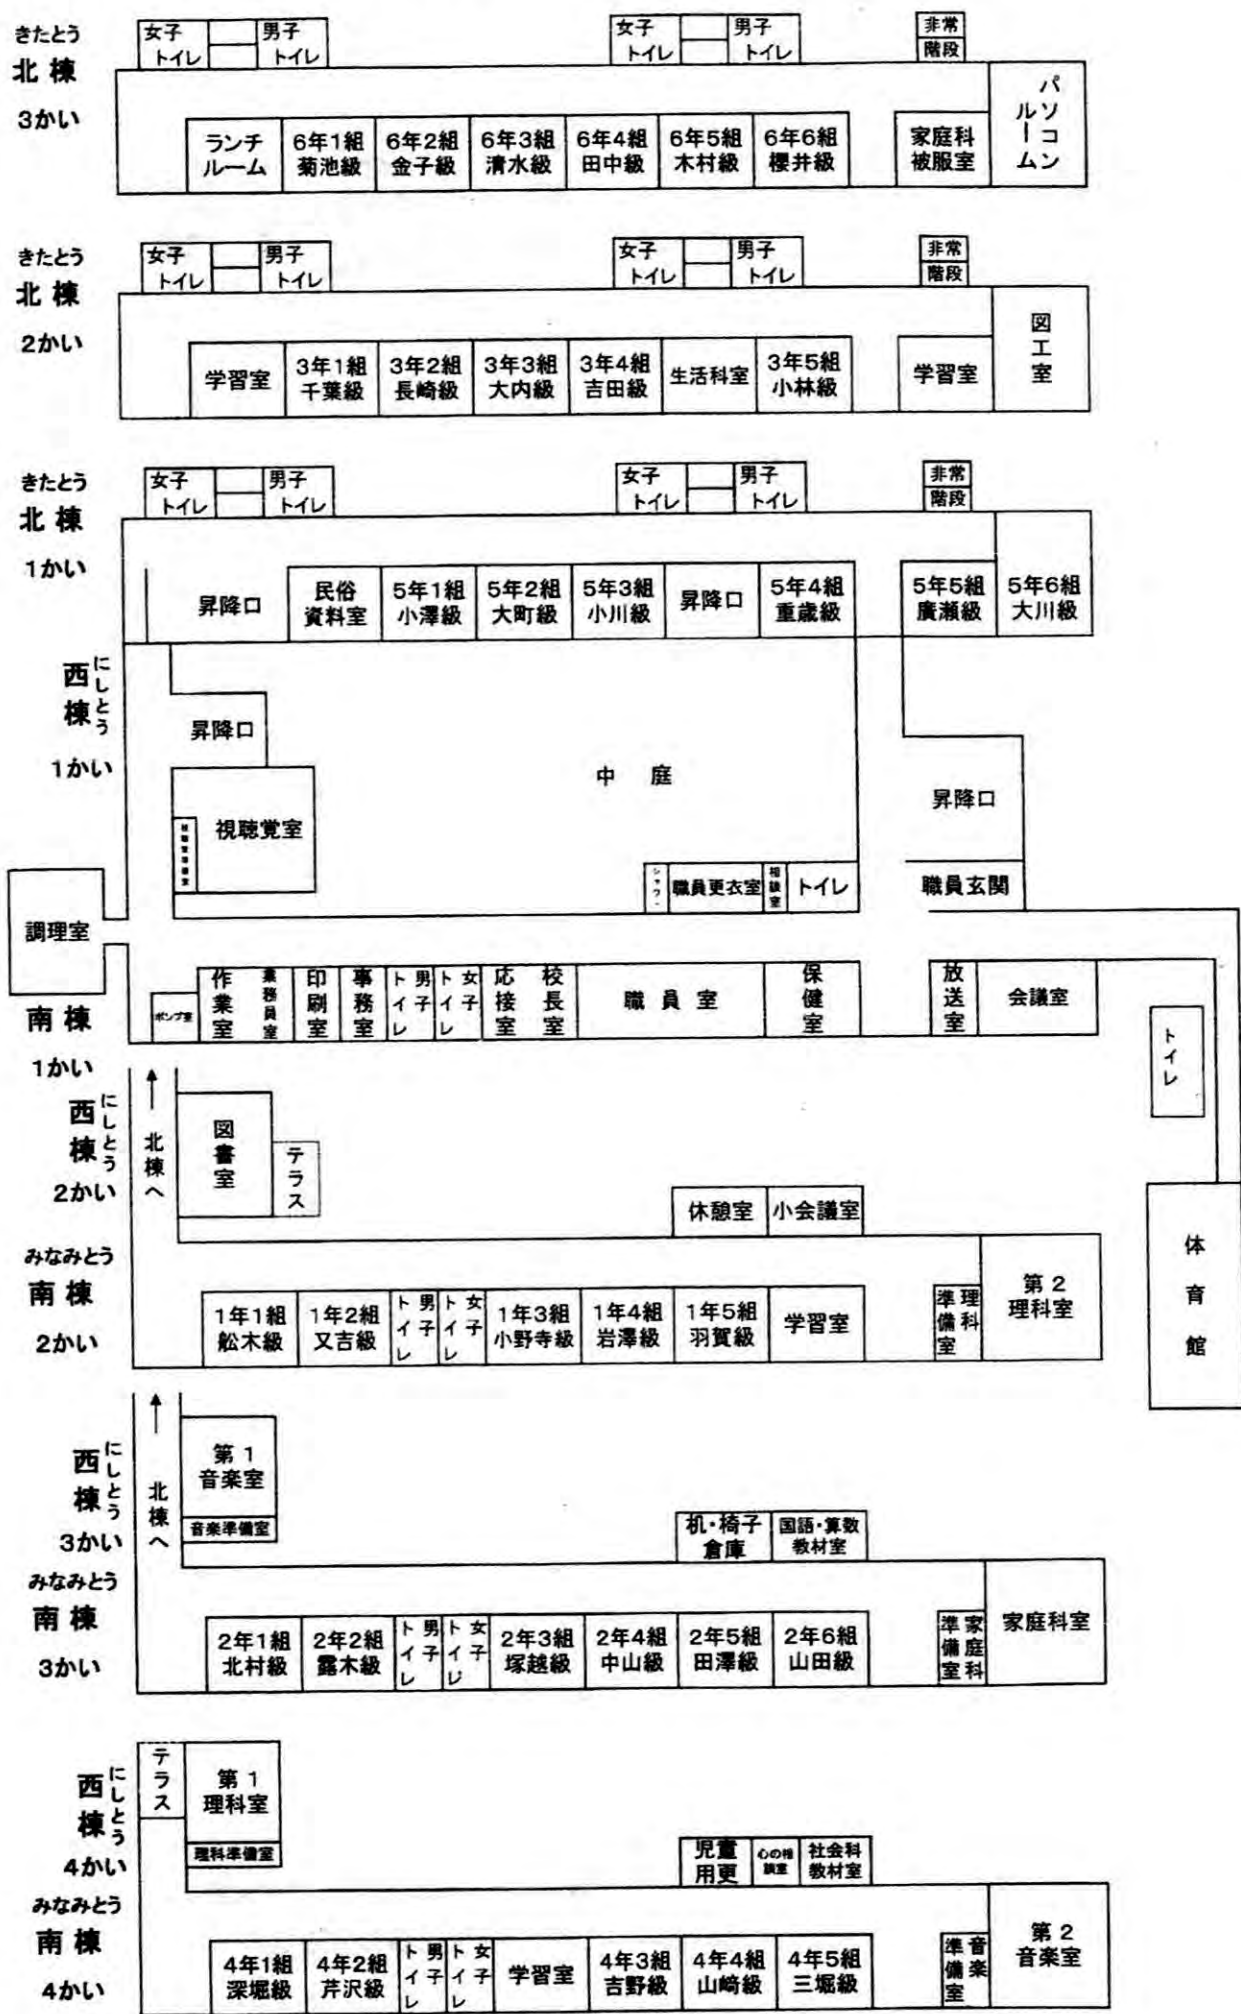 きたとう
北棟
3かい
女子
トイレ
男子
トイレ
女子
トイレ
男子
トイレ
非常
階段
ランチ
ルーム
6年1組
菊池級
6年2組
金子級
6年3組
清水級
6年4組
田中級
6年5組
木村級
6年6組
櫻井級
家庭科
被服室
パソコン
ルーム
きたとう
北棟
2かい
女子
トイレ
男子
トイレ
女子
トイレ
男子
トイレ
非常
階段
学習室
3年1組
千葉級
3年2組
長崎級
3年3組
大内級
3年4組
吉田級
生活科室
3年5組
小林級
学習室
図工室
きたとう
北棟
1かい
女子
トイレ
男子
トイレ
女子
トイレ
男子
トイレ
非常
階段
昇降口
民俗
資料室
5年1組
小澤級
5年2組
大町級
5年3組
小川級
昇降口
5年4組
重歳級
5年5組
廣瀬級
5年6組
大川級
西棟
にしとう
1かい
昇降口
視聴覚室
中庭
昇降口
シャワー
職員更衣室
相談室
トイレ
職員玄関
調理室
南棟
1かい
ポンプ室
作業室
業務員室
印刷室
事務室
男子
トイレ
女子
トイレ
応接室
校長室
職員室
保健室
放送室
会議室
トイレ
体育館
西棟
にしとう
2かい
北棟へ
図書室
テラス
休憩室
小会議室
みなみとう
南棟
2かい
1年1組
舩木級
1年2組
又吉級
男子
トイレ
女子
トイレ
1年3組
小野寺級
1年4組
岩澤級
1年5組
羽賀級
学習室
理科
準備室
第2
理科室
西棟
にしとう
3かい
北棟へ
第1
音楽室
音楽準備室
机・椅子
倉庫
国語・算数
教材室
みなみとう
南棟
3かい
2年1組
北村級
2年2組
露木級
男子
トイレ
女子
トイレ
2年3組
塚越級
2年4組
中山級
2年5組
田澤級
2年6組
山田級
家庭科
準備室
家庭科室
西棟
にしとう
4かい
テラス
第1
理科室
理科準備室
児童
用更
心の相
談室
社会科
教材室
みなみとう
南棟
4かい
4年1組
深堀級
4年2組
芹沢級
男子
トイレ
女子
トイレ
学習室
4年3組
吉野級
4年4組
山﨑級
4年5組
三堀級
音楽
準備室
第2
音楽室